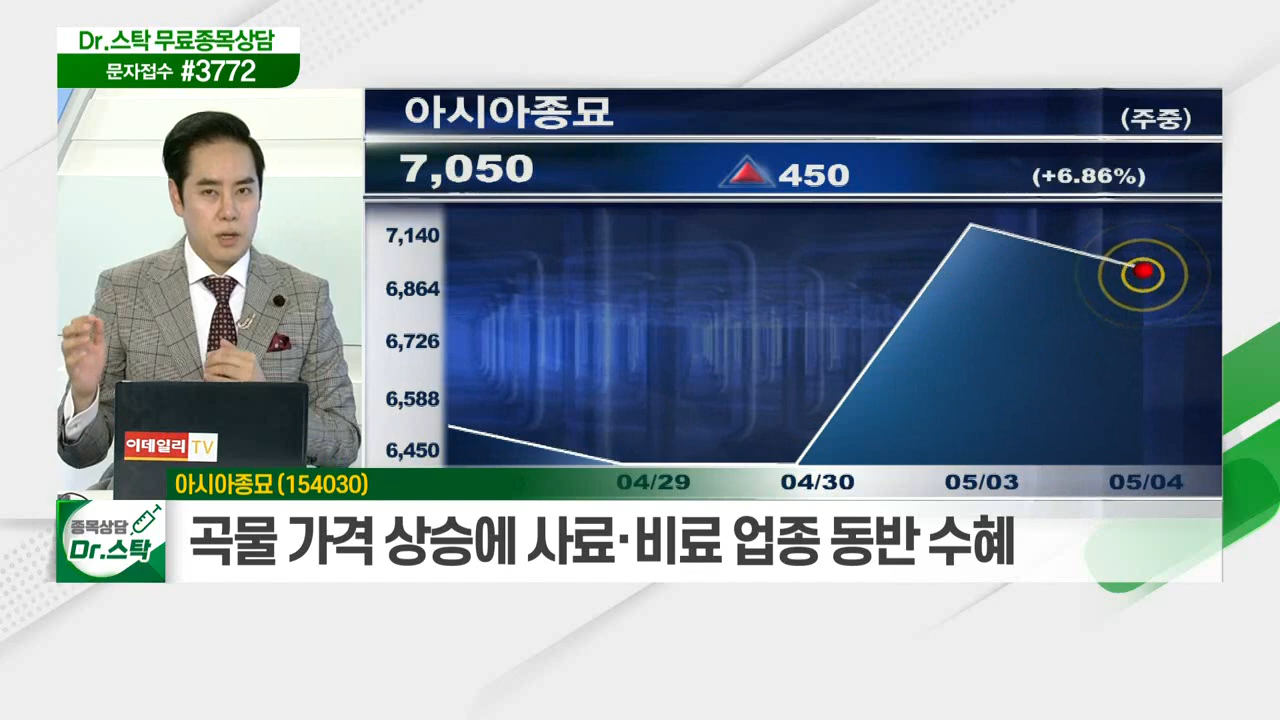 Dr.스탁 무료종목상담
문자접수 #3772
아시아종묘 (주중)
7,050 450 (+6.86%)
7,140
6,864
6,726
6,588
6,450
04/29 04/30 05/03 05/04
이데일리 TV
아시아종묘 (154030)
종목상담
Dr.스탁
곡물 가격 상승에 사료·비료 업종 동반 수혜